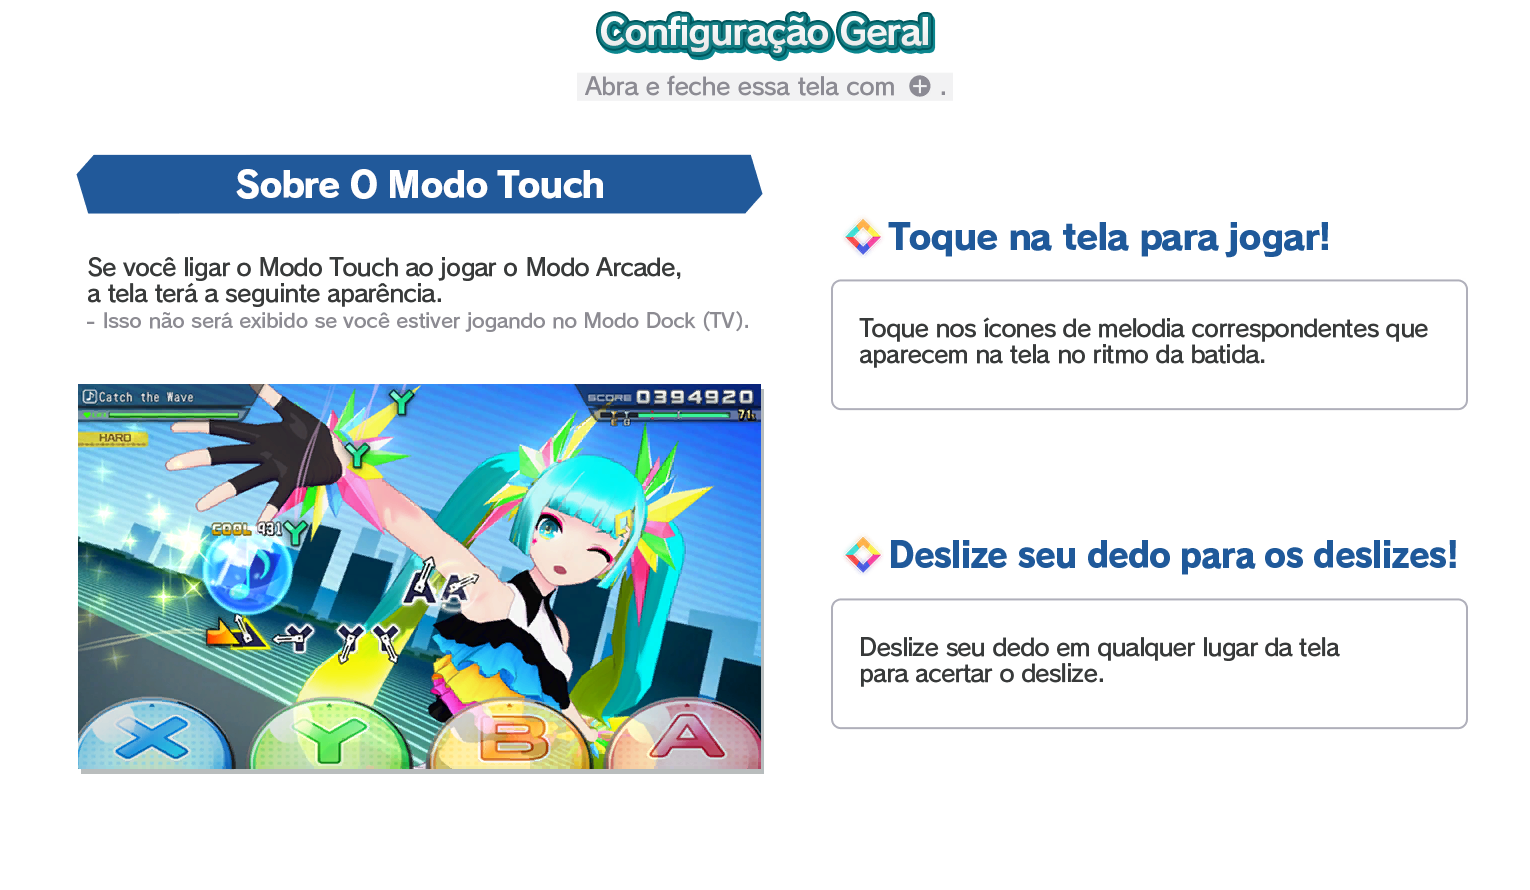 Configuração Geral
Abra e feche essa tela com .
Sobre O Modo Touch
Se você ligar o Modo Touch ao jogar o Modo Arcade,
a tela terá a seguinte aparência.
- Isso não será exibido se você estiver jogando no Modo Dock (TV).
Catch the Wave
SCORE 0394920
HARD
Y
Y
COOL 931 Y
A A
Y Y Y
X Y B A
Toque na tela para jogar!
Toque nos ícones de melodia correspondentes que
aparecem na tela no ritmo da batida.
Deslize seu dedo para os deslizes!
Deslize seu dedo em qualquer lugar da tela
para acertar o deslize.